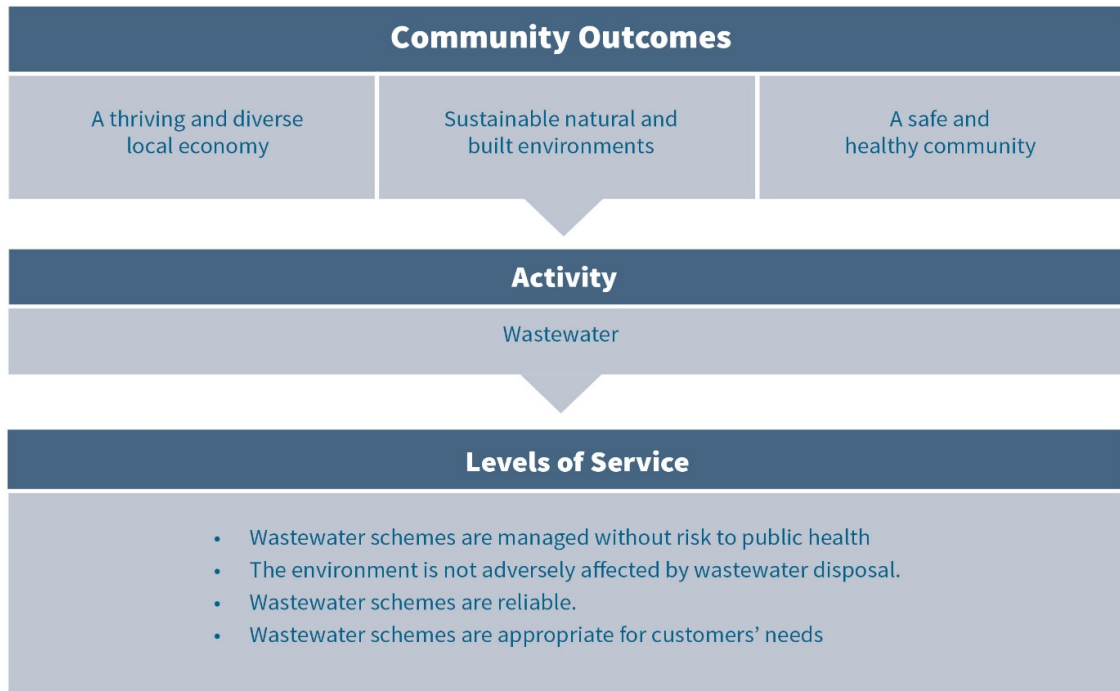 Community Outcomes
A thriving and diverse
local economy
Sustainable natural and
built environments
A safe and
healthy community
Activity
Wastewater
Levels of Service
• Wastewater schemes are managed without risk to public health
• The environment is not adversely affected by wastewater disposal.
• Wastewater schemes are reliable.
• Wastewater schemes are appropriate for customers’ needs